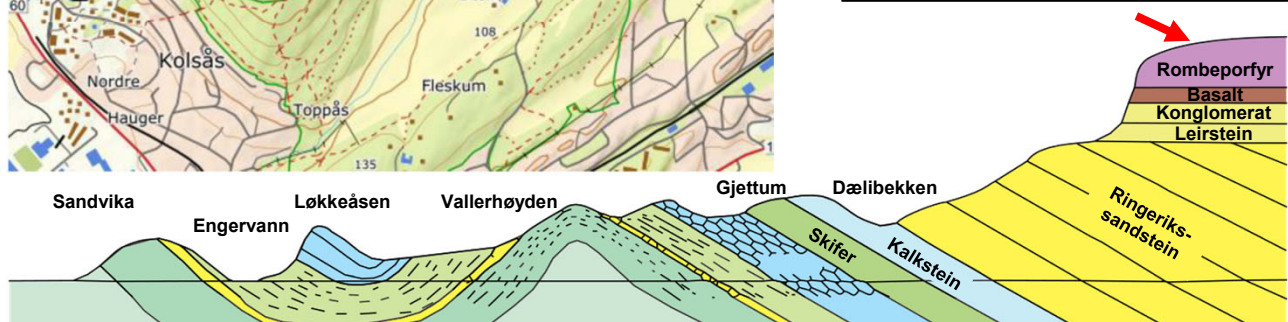 60
Kolsås
108
Nordre
Hauger
Toppås
Fleskum
135
1
Rombeporfyr
Basalt
Konglomerat
Leirstein
Sandvika
Engervann
Løkkeåsen
Vallerhøyden
Gjettum
Dælibekken
Skifer
Kalkstein
Ringeriks-
sandstein